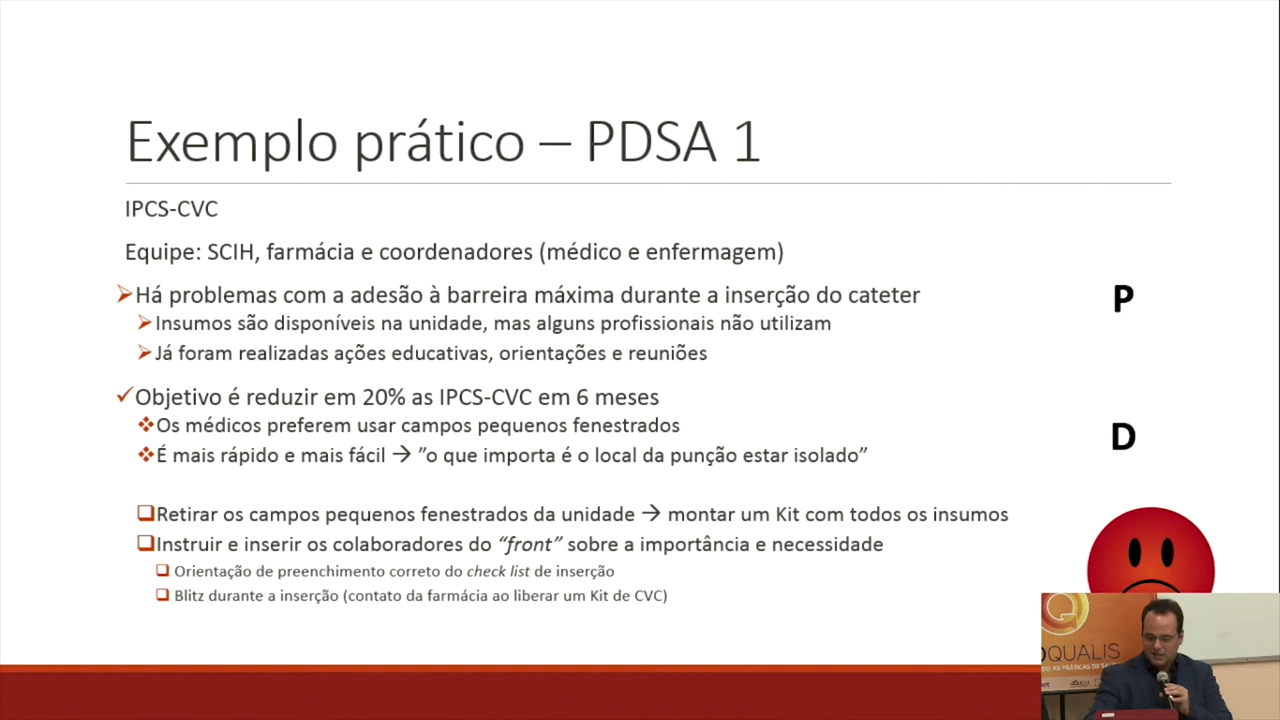 Exemplo prático – PDSA 1
IPCS-CVC
Equipe: SCIH, farmácia e coordenadores (médico e enfermagem)
Há problemas com a adesão à barreira máxima durante a inserção do cateter
P
Insumos são disponíveis na unidade, mas alguns profissionais não utilizam
Já foram realizadas ações educativas, orientações e reuniões
Objetivo é reduzir em 20% as IPCS-CVC em 6 meses
Os médicos preferem usar campos pequenos fenestrados
D
É mais rápido e mais fácil → ”o que importa é o local da punção estar isolado”
Retirar os campos pequenos fenestrados da unidade → montar um Kit com todos os insumos
Instruir e inserir os colaboradores do “front” sobre a importância e necessidade
Orientação de preenchimento correto do check list de inserção
Blitz durante a inserção (contato da farmácia ao liberar um Kit de CVC)
QUALIS